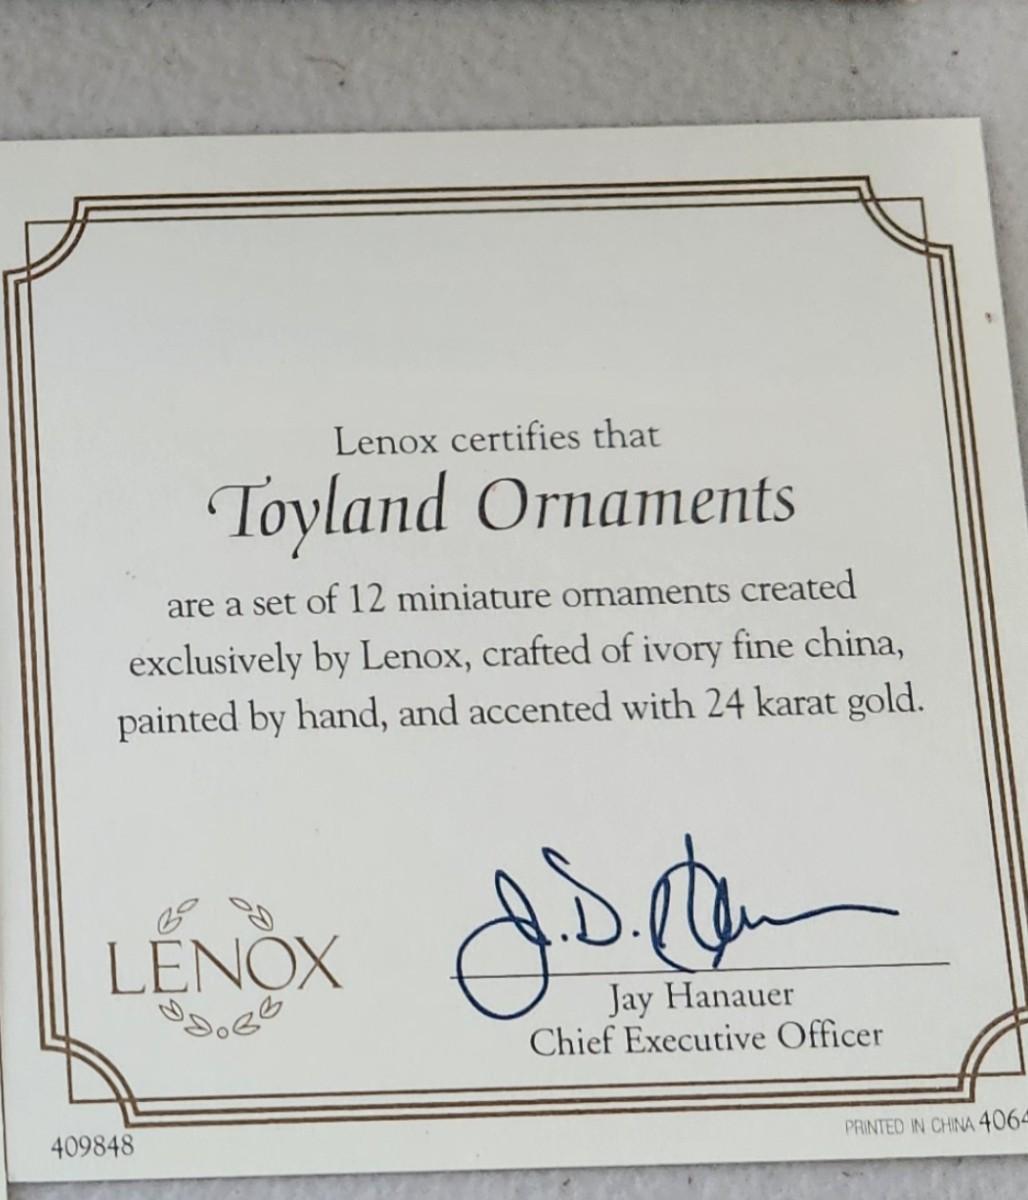 Lenox certifies that
Toyland Ornaments
are a set of 12 miniature ornaments created
exclusively by Lenox, crafted of ivory fine china,
painted by hand, and accented with 24 karat gold.
J. D. Hanauer
LENOX
Jay Hanauer
Chief Executive Officer
409848
PRINTED IN CHINA 4064